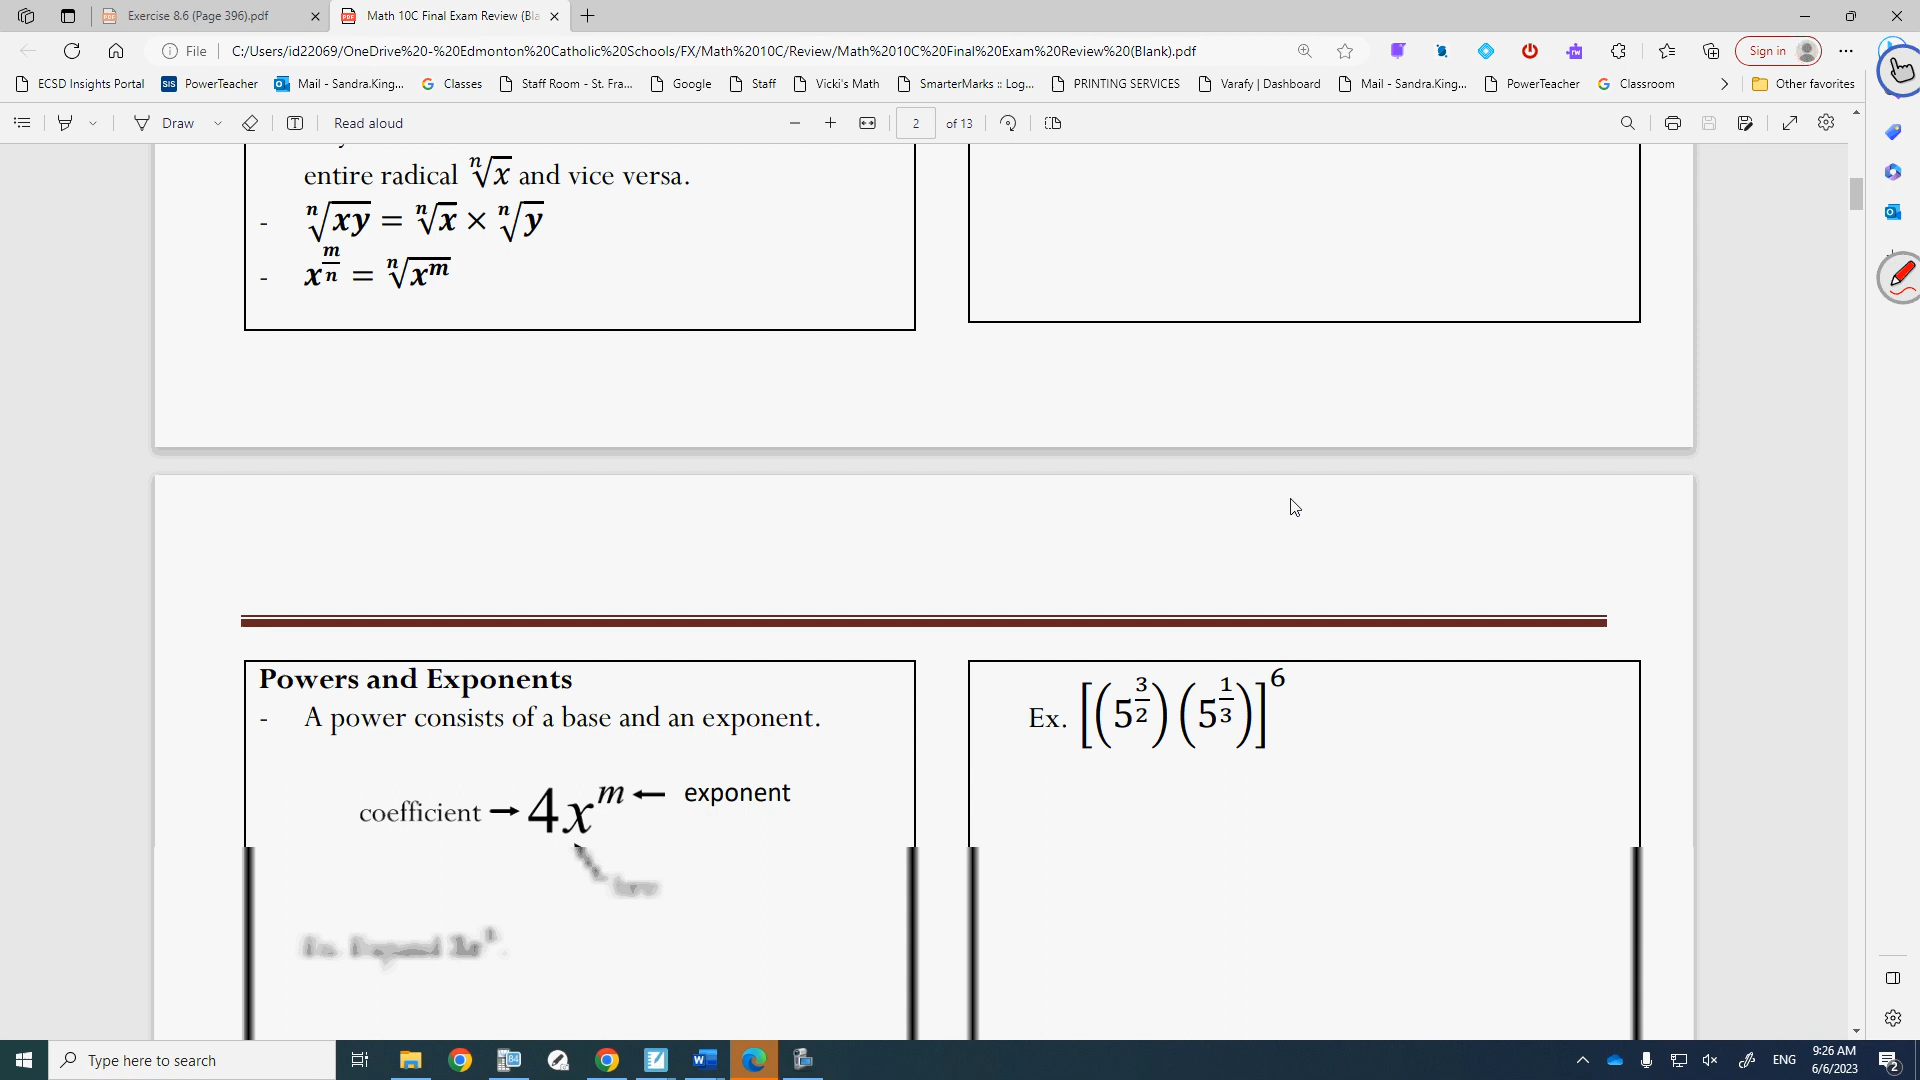 Exercise 8.6 (Page 396).pdf
Math 10C Final Exam Review (Bla
File
C:/Users/id22069/OneDrive%20-%20Edmonton%20Catholic%20Schools/FX/Math%2010C/Review/Math%2010C%20Final%20Exam%20Review%20(Blank).pdf
Sign in
ECSD Insights Portal
SIS PowerTeacher
Mail - Sandra.King...
Classes
Staff Room - St. Fra...
Google
Staff
Vicki's Math
SmarterMarks :: Log...
PRINTING SERVICES
Varafy | Dashboard
Mail - Sandra.King...
PowerTeacher
Classroom
Other favorites
Draw
Read aloud
2 of 13
entire radical ⁿ√x and vice versa.
- ⁿ√xy = ⁿ√x × ⁿ√y
- x^(m/n) = ⁿ√x^m
Powers and Exponents
- A power consists of a base and an exponent.
coefficient → 4x^m ← exponent
Ex. [(5^(3/2))(5^(1/3))]^6
Type here to search
84
ENG
9:26 AM
6/6/2023
2